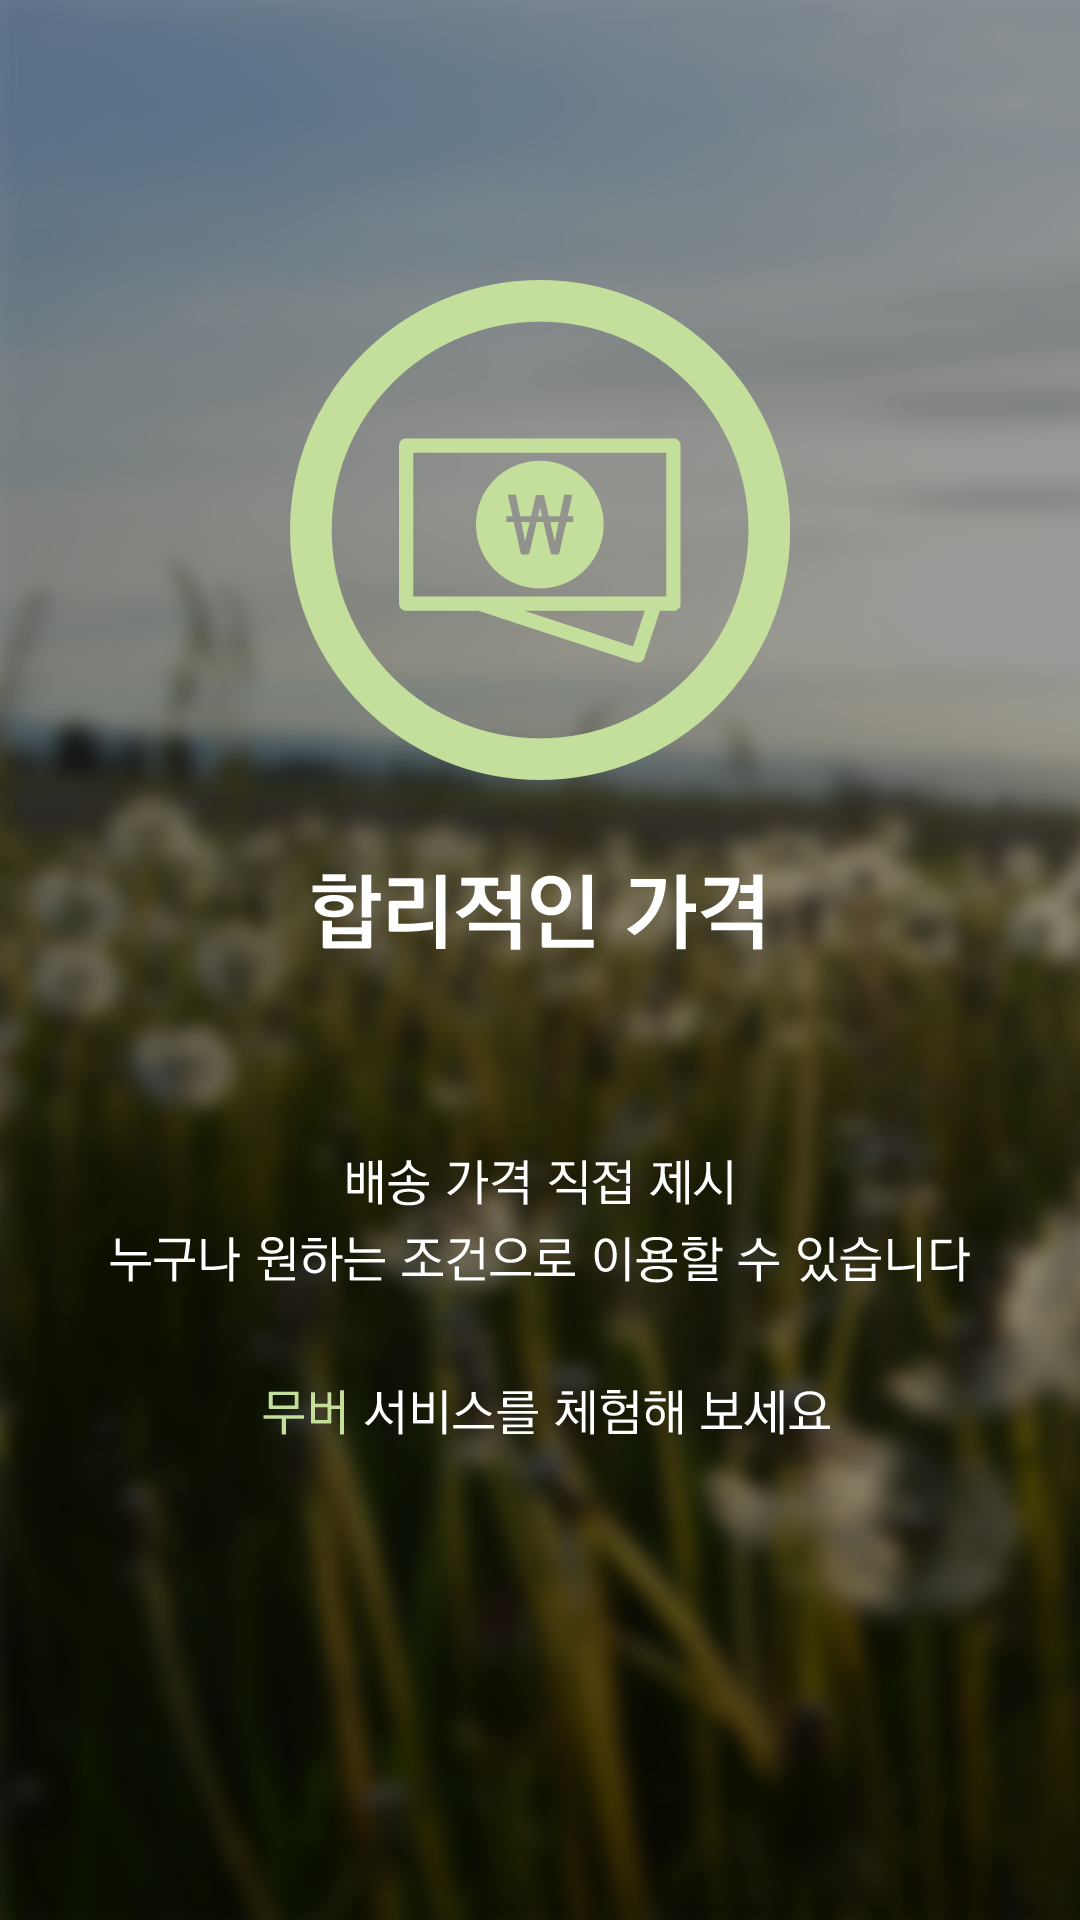 ₩
합리적인 가격
배송 가격 직접 제시
누구나 원하는 조건으로 이용할 수 있습니다
무버 서비스를 체험해 보세요